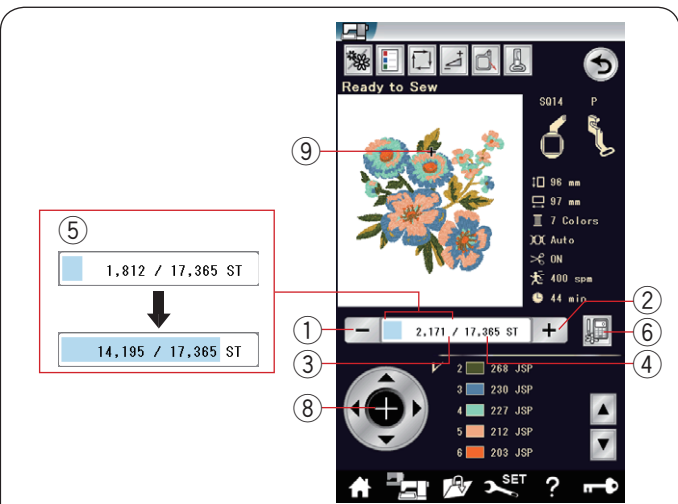 Ready to Sew
SQ14 P
9
96 mm
97 mm
7 Colors
Auto
ON
400 spm
44 min
5
1,812 / 17,365 ST
14,195 / 17,365 ST
1
2
2,171 / 17,365 ST
6
3
4
2 268 JSP
3 230 JSP
8
4 227 JSP
5 212 JSP
6 203 JSP
SET
?